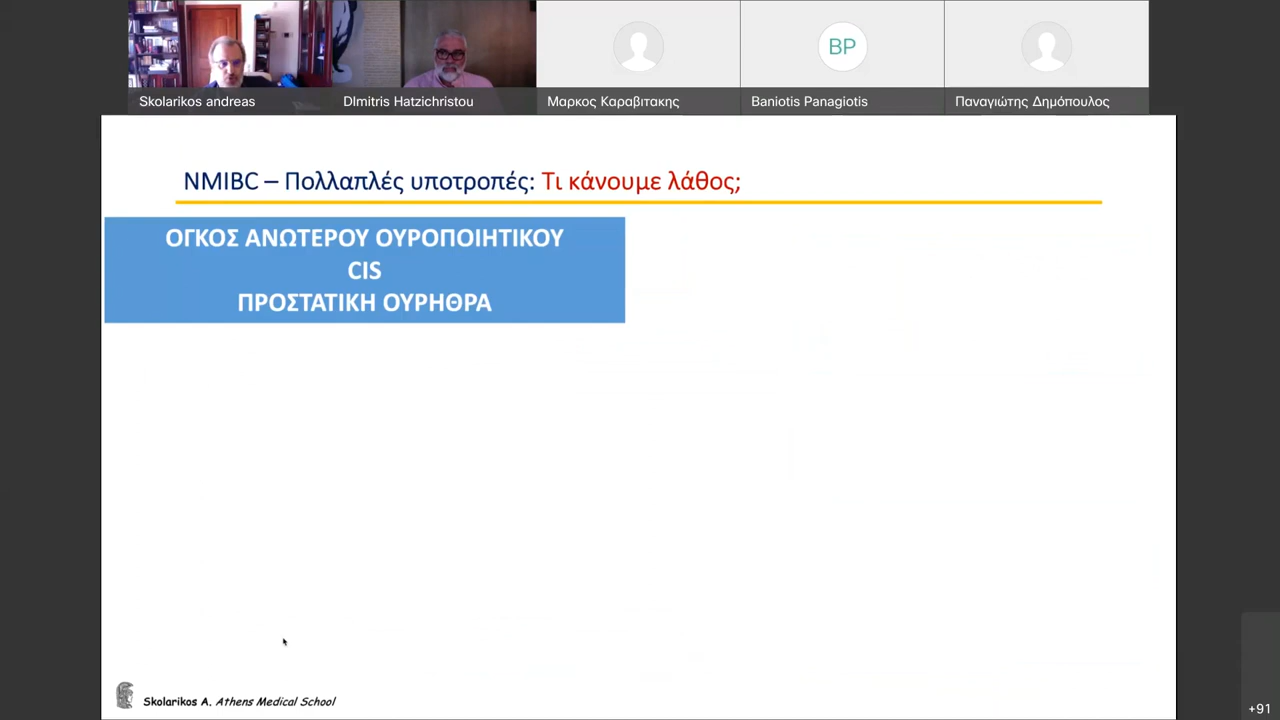 Skolarikos andreas
DImitris Hatzichristou
Μαρκος Καραβιτακης
BP
Baniotis Panagiotis
Παναγιώτης Δημόπουλος
NMIBC – Πολλαπλές υποτροπές: Τι κάνουμε λάθος;
ΟΓΚΟΣ ΑΝΩΤΕΡΟΥ ΟΥΡΟΠΟΙΗΤΙΚΟΥ
CIS
ΠΡΟΣΤΑΤΙΚΗ ΟΥΡΗΘΡΑ
Skolarikos A. Athens Medical School
+91